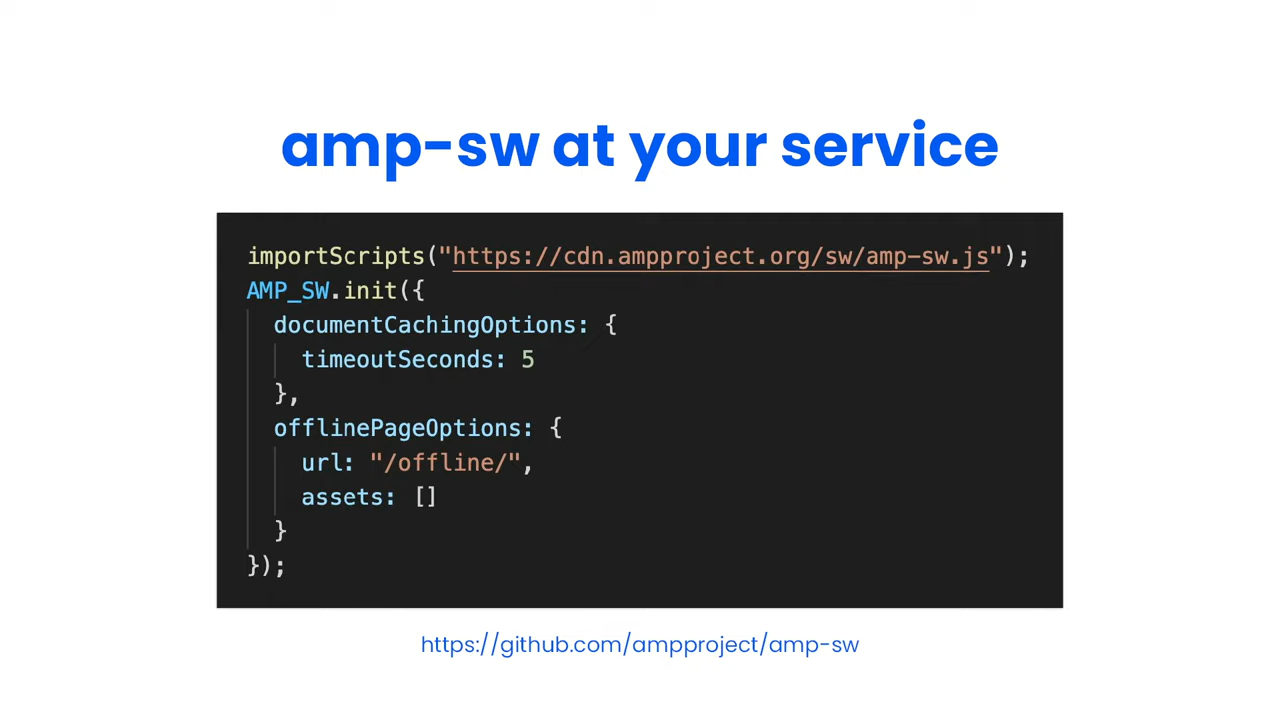 amp-sw at your service
importScripts("https://cdn.ampproject.org/sw/amp-sw.js");
AMP_SW.init({
  documentCachingOptions: {
    timeoutSeconds: 5
  },
  offlinePageOptions: {
    url: "/offline/",
    assets: []
  }
});
https://github.com/ampproject/amp-sw